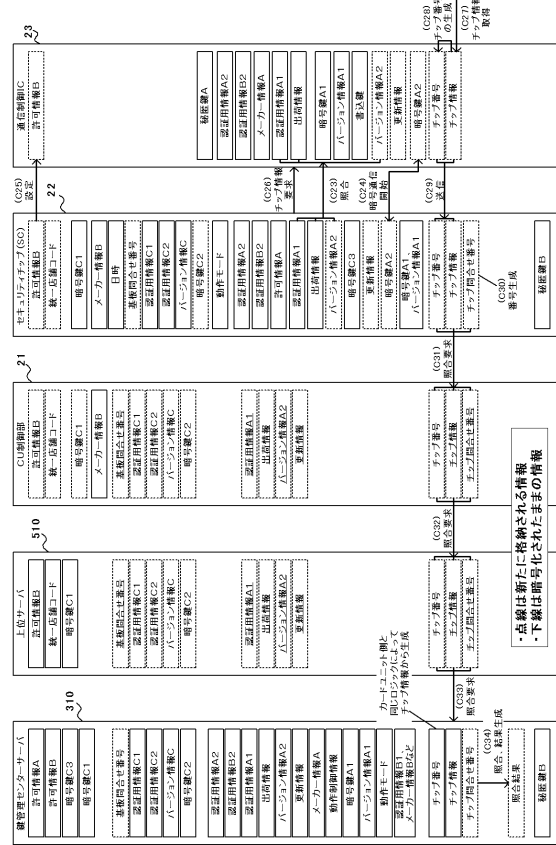 鍵管理センターサーバ
310
許可情報A
許可情報B
暗号鍵C3
暗号鍵C1
基板問合せ番号
認証用情報C1
認証用情報C2
バージョン情報C
暗号鍵C2
認証用情報A2
認証用情報B2
認証用情報A1
出荷情報
バージョン情報A2
更新情報
メーカー情報A
動作制御情報
暗号鍵A1
バージョン情報A1
動作モード
認証用情報B1、
メーカー情報Bなど
チップ番号
チップ情報
チップ問合せ番号
(C34)
照合、結果生成
照合結果
秘匿鍵B
カードユニット側と
同じロジックによって
チップ情報から生成
(C33)
照合要求
上位サーバ
510
許可情報B
統一店舗コード
暗号鍵C1
基板問合せ番号
認証用情報C1
認証用情報C2
バージョン情報C
暗号鍵C2
認証用情報A1
出荷情報
バージョン情報A2
更新情報
チップ番号
チップ情報
チップ問合せ番号
(C32)
照合要求
CU制御部
21
許可情報B
統一店舗コード
暗号鍵C1
メーカー情報B
基板問合せ番号
認証用情報C1
認証用情報C2
バージョン情報C
暗号鍵C2
認証用情報A1
出荷情報
バージョン情報A2
更新情報
チップ番号
チップ情報
チップ問合せ番号
(C31)
照合要求
セキュリティチップ(SC)
22
許可情報B
統一店舗コード
暗号鍵C1
メーカー情報B
日時
基板問合せ番号
認証用情報C1
認証用情報C2
バージョン情報C
暗号鍵C2
動作モード
認証用情報A2
認証用情報B2
許可情報A
認証用情報A1
出荷情報
バージョン情報A2
暗号鍵C3
更新情報
暗号鍵A2
暗号鍵A1
バージョン情報A1
チップ番号
チップ情報
チップ問合せ番号
(C30)
番号生成
秘匿鍵B
(C25)
設定
(C26)
チップ情報
要求
(C23)
照合
(C24)
暗号通信
開始
(C29)
送信
通信制御IC
23
許可情報B
秘匿鍵A
認証用情報A2
認証用情報B2
メーカー情報A
認証用情報A1
出荷情報
暗号鍵A1
バージョン情報A1
書込鍵
バージョン情報A2
更新情報
暗号鍵A2
チップ番号
チップ情報
(C28)
チップ番号
の生成
(C27)
チップ情報
取得
・点線は新たに格納される情報
・下線は暗号化されたままの情報